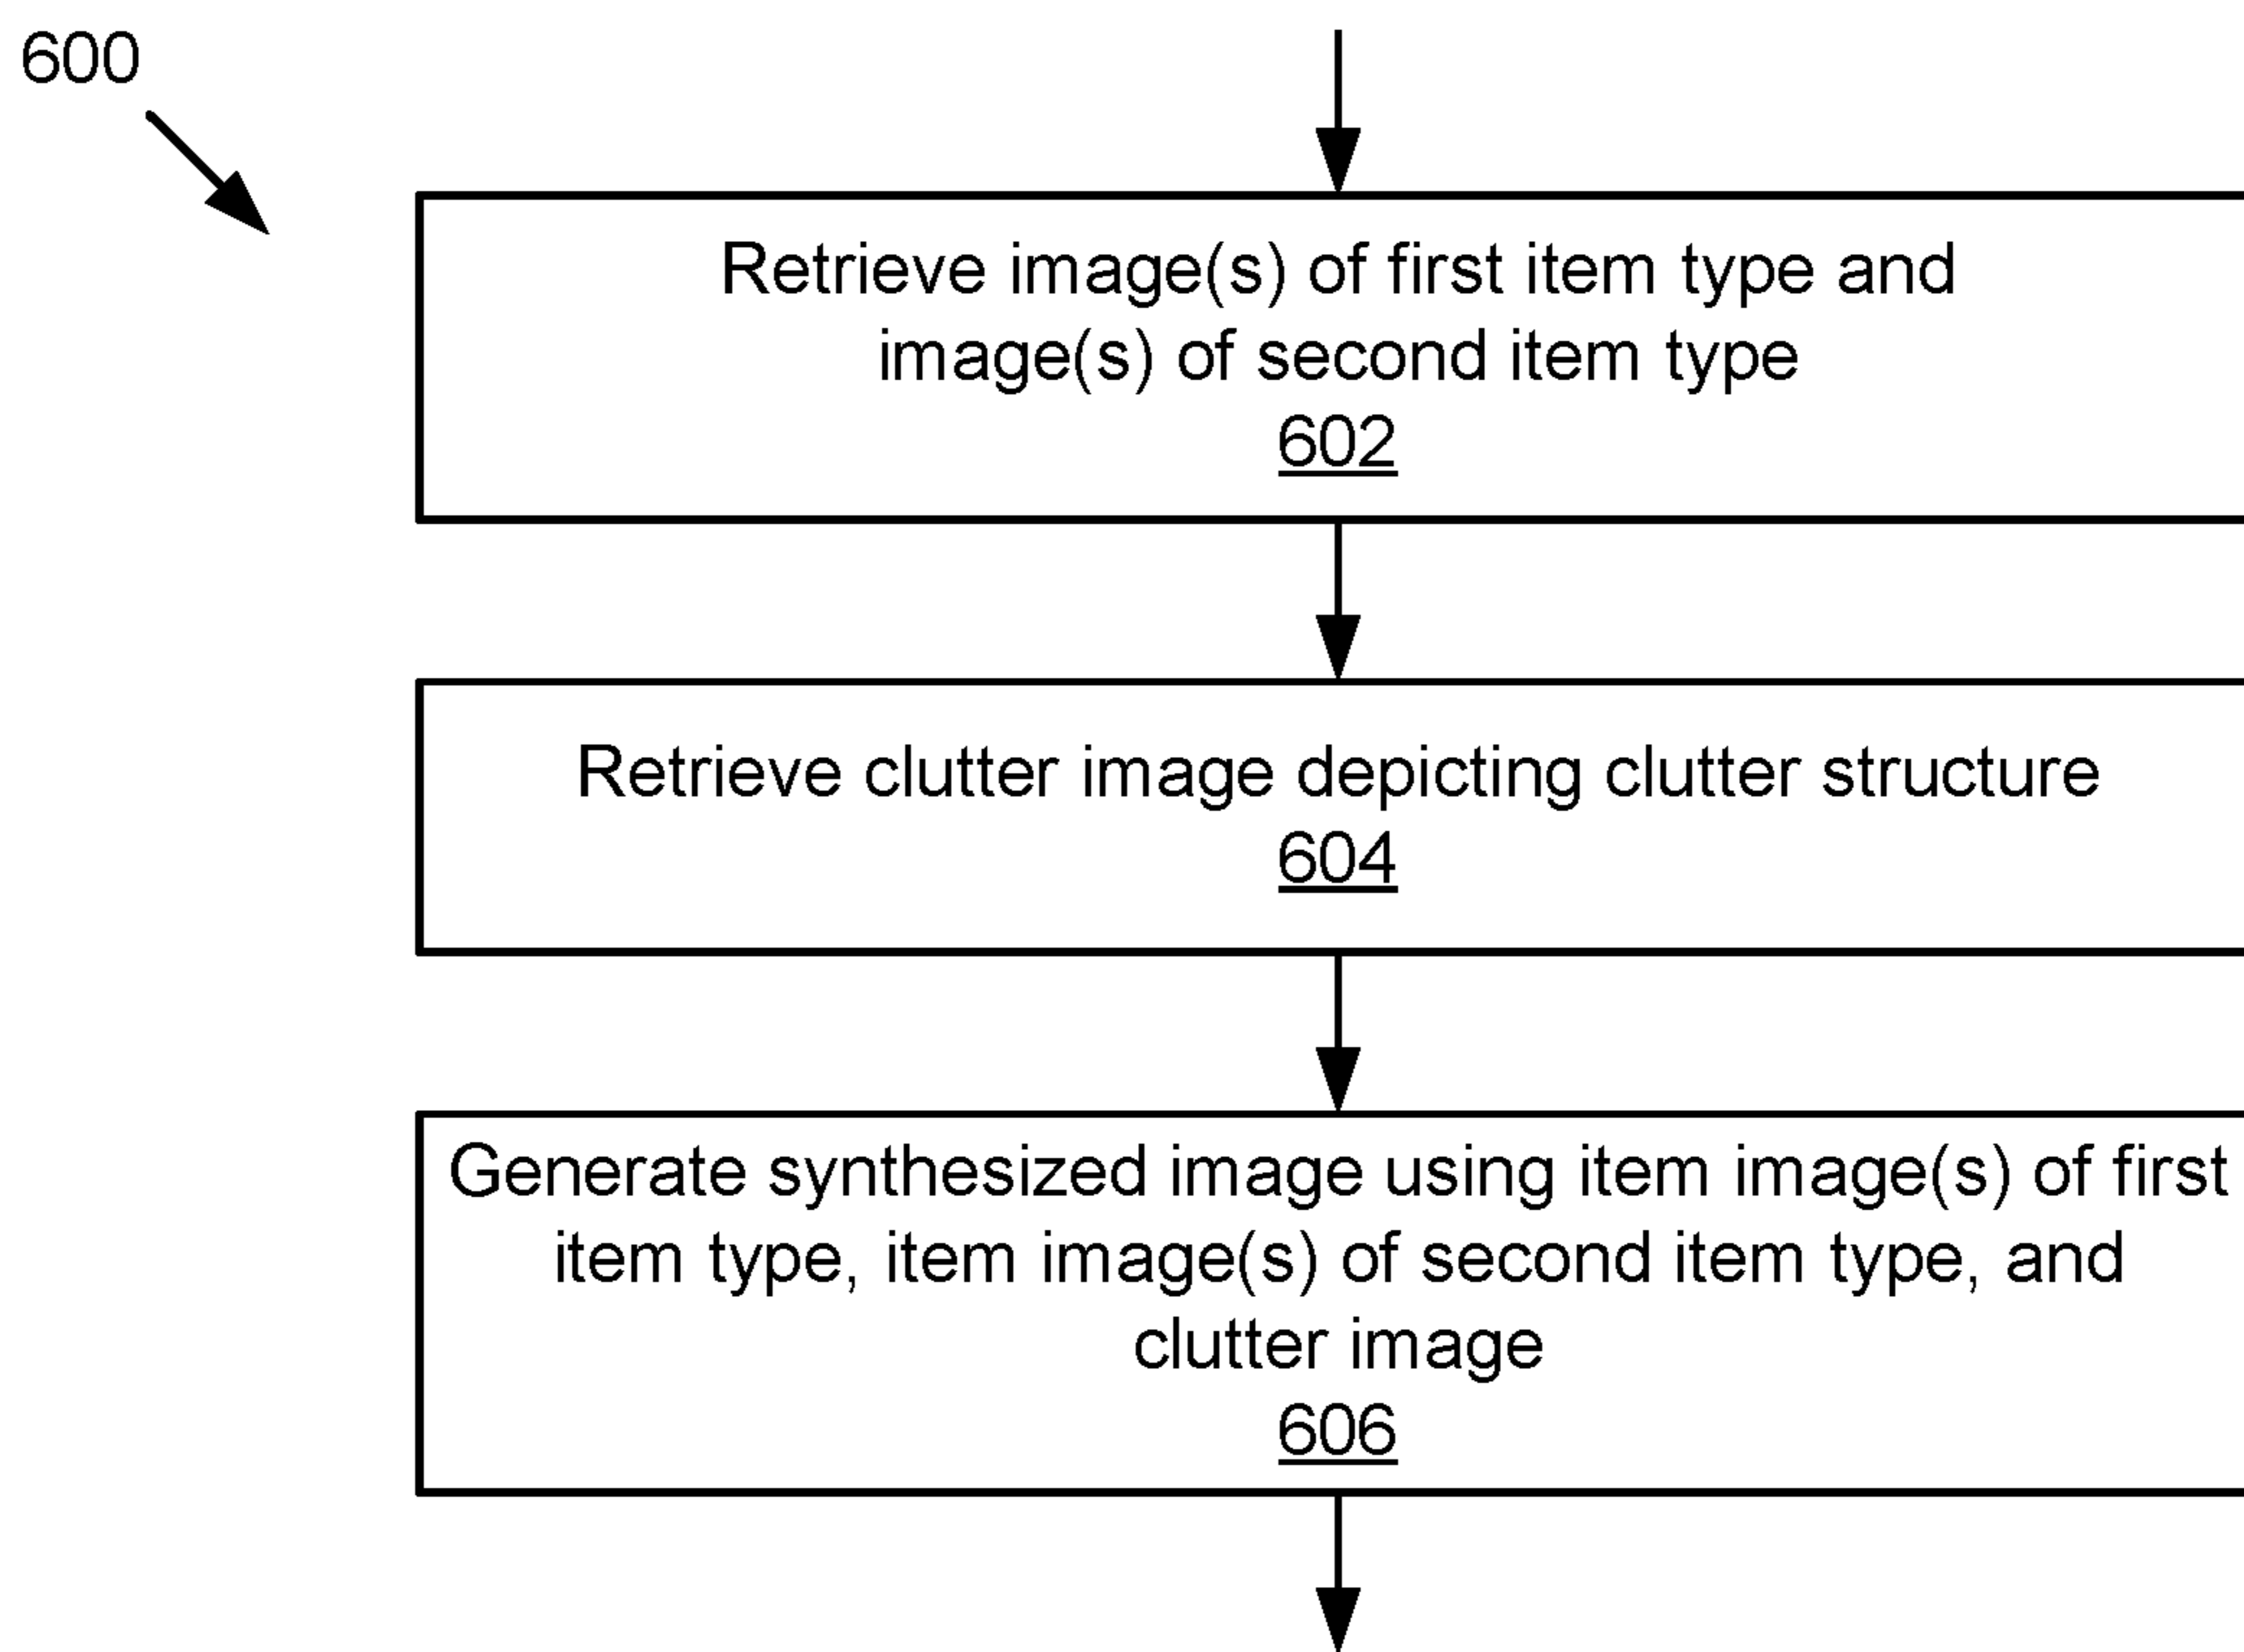 600
Retrieve image(s) of first item type and
image(s) of second item type
602
Retrieve clutter image depicting clutter structure
604
Generate synthesized image using item image(s) of first
item type, item image(s) of second item type, and
clutter image
606